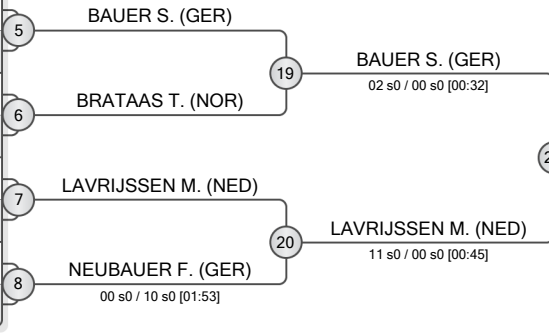 BAUER S. (GER)
5
19
BAUER S. (GER)
02 s0 / 00 s0 [00:32]
BRATAAS T. (NOR)
6
LAVRIJSSEN M. (NED)
7
20
LAVRIJSSEN M. (NED)
11 s0 / 00 s0 [00:45]
NEUBAUER F. (GER)
8
00 s0 / 10 s0 [01:53]